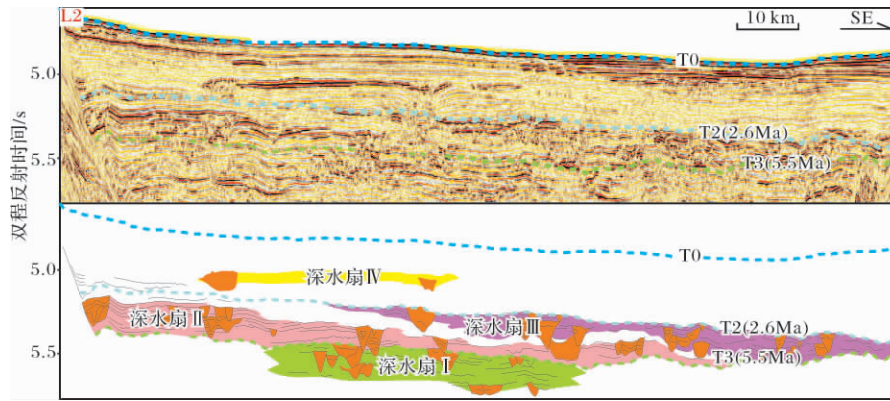 L2
10 km
SE
T0
5.0
T2(2.6Ma)
5.5
T3(5.5Ma)
双程反射时间/s
T0
5.0
深水扇Ⅳ
深水扇Ⅱ
深水扇Ⅲ
T2(2.6Ma)
5.5
T3(5.5Ma)
深水扇Ⅰ